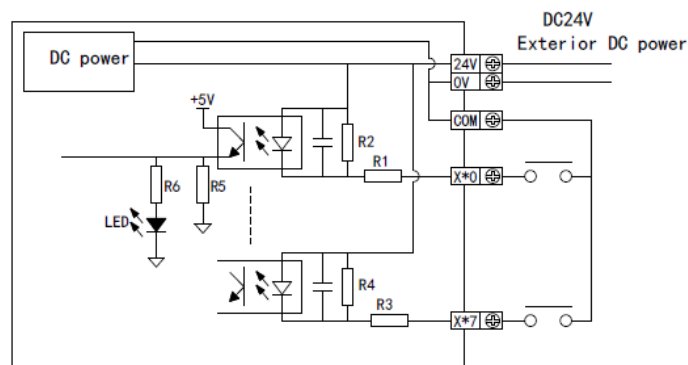 DC24V
Exterior DC power
DC power
24V
0V
+5V
COM
R2
R1
X*0
R6
R5
LED
R4
R3
X*7